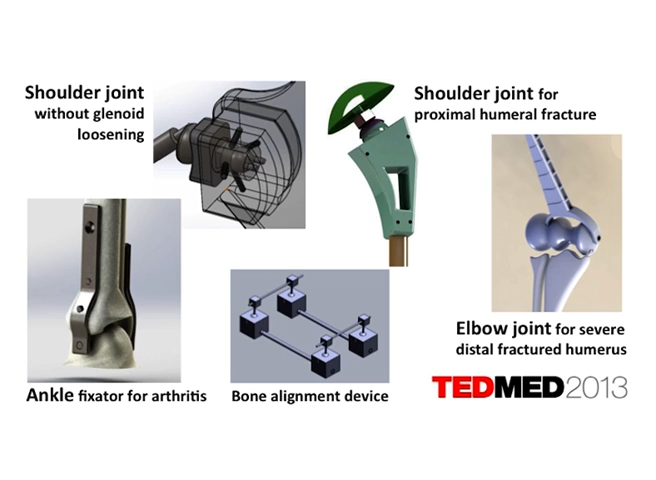 Shoulder joint
without glenoid
loosening
Shoulder joint for
proximal humeral fracture
Elbow joint for severe
distal fractured humerus
Ankle fixator for arthritis
Bone alignment device
TEDMED2013